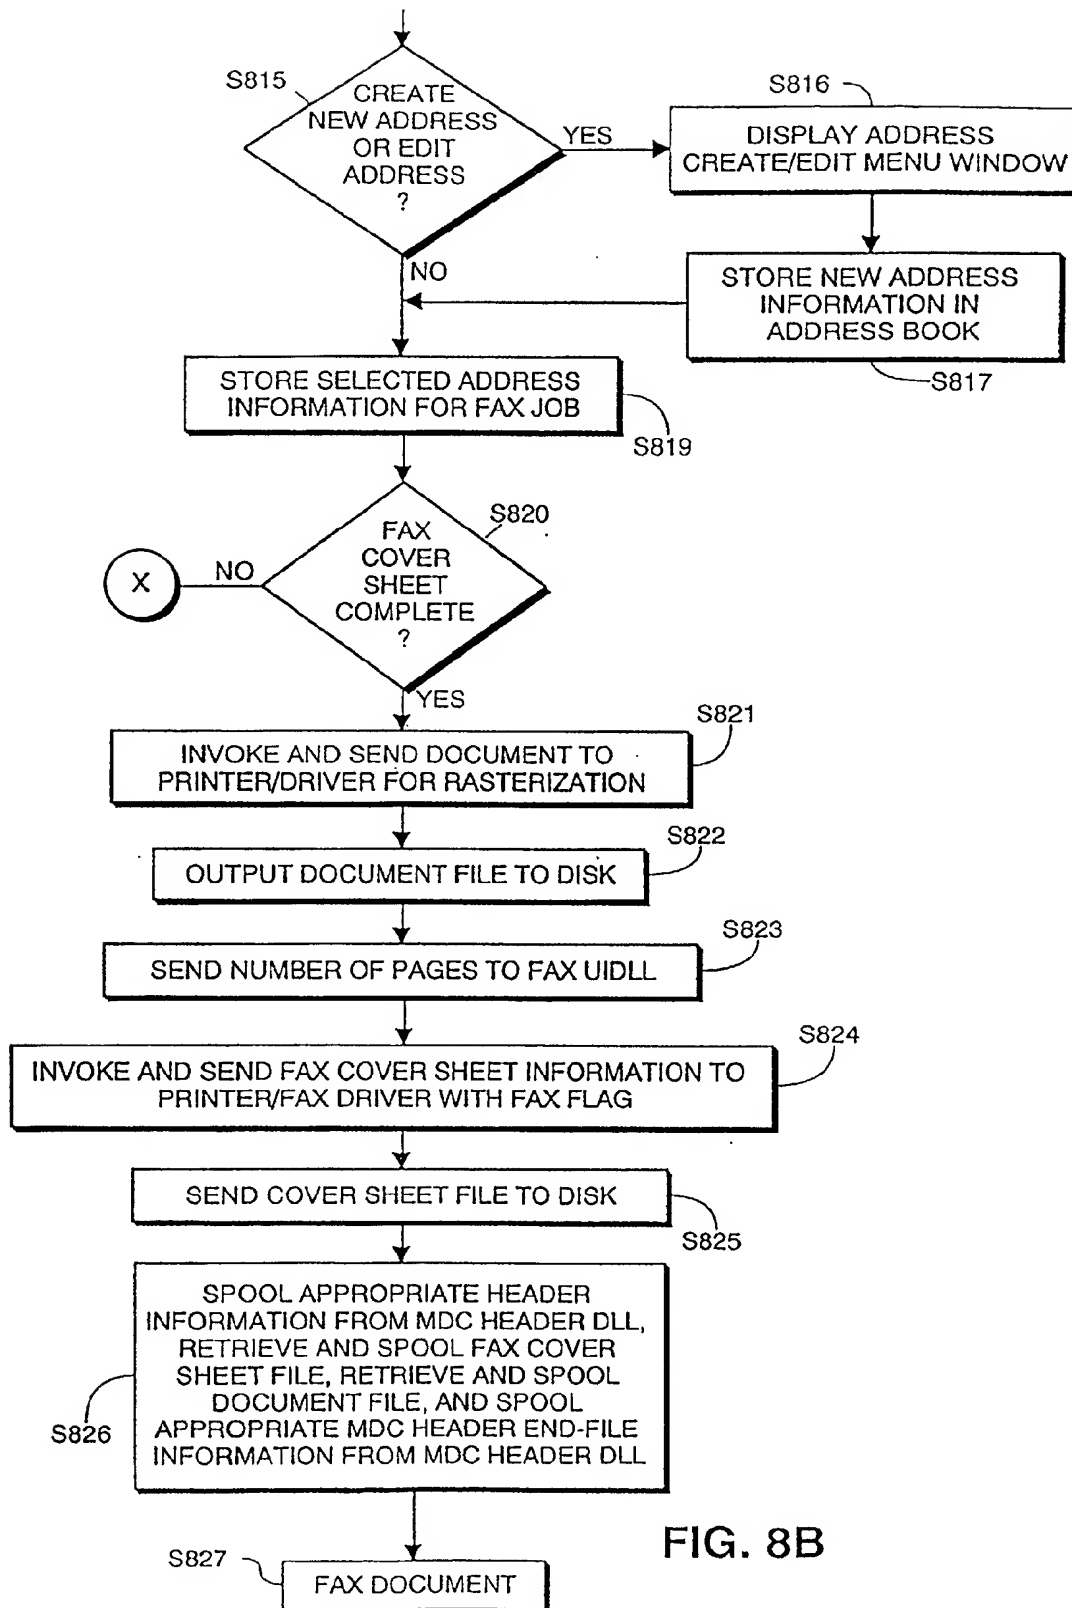 S815
CREATE
NEW ADDRESS
OR EDIT
ADDRESS
?
YES
NO
S816
DISPLAY ADDRESS
CREATE/EDIT MENU WINDOW
STORE NEW ADDRESS
INFORMATION IN
ADDRESS BOOK
S817
STORE SELECTED ADDRESS
INFORMATION FOR FAX JOB
S819
S820
FAX
COVER
SHEET
COMPLETE
?
NO
X
YES
S821
INVOKE AND SEND DOCUMENT TO
PRINTER/DRIVER FOR RASTERIZATION
S822
OUTPUT DOCUMENT FILE TO DISK
S823
SEND NUMBER OF PAGES TO FAX UIDLL
S824
INVOKE AND SEND FAX COVER SHEET INFORMATION TO
PRINTER/FAX DRIVER WITH FAX FLAG
SEND COVER SHEET FILE TO DISK
S825
SPOOL APPROPRIATE HEADER
INFORMATION FROM MDC HEADER DLL,
RETRIEVE AND SPOOL FAX COVER
SHEET FILE, RETRIEVE AND SPOOL
DOCUMENT FILE, AND SPOOL
APPROPRIATE MDC HEADER END-FILE
INFORMATION FROM MDC HEADER DLL
S826
FIG. 8B
S827
FAX DOCUMENT